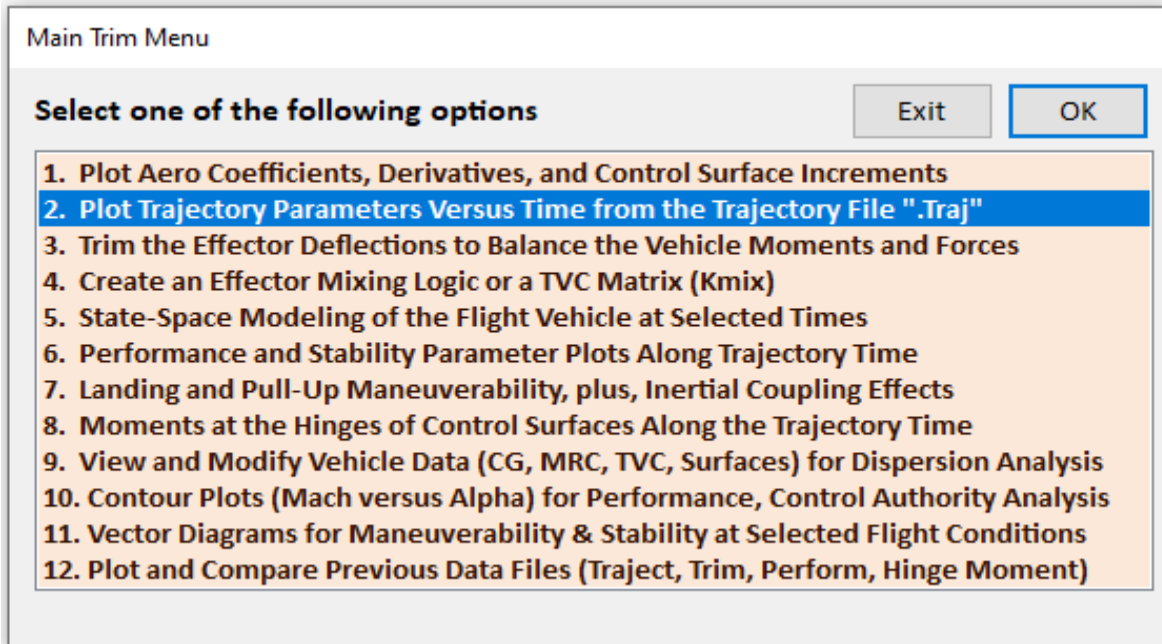 Main Trim Menu
Select one of the following options
Exit
OK
1. Plot Aero Coefficients, Derivatives, and Control Surface Increments
2. Plot Trajectory Parameters Versus Time from the Trajectory File ".Traj"
3. Trim the Effector Deflections to Balance the Vehicle Moments and Forces
4. Create an Effector Mixing Logic or a TVC Matrix (Kmix)
5. State-Space Modeling of the Flight Vehicle at Selected Times
6. Performance and Stability Parameter Plots Along Trajectory Time
7. Landing and Pull-Up Maneuverability, plus, Inertial Coupling Effects
8. Moments at the Hinges of Control Surfaces Along the Trajectory Time
9. View and Modify Vehicle Data (CG, MRC, TVC, Surfaces) for Dispersion Analysis
10. Contour Plots (Mach versus Alpha) for Performance, Control Authority Analysis
11. Vector Diagrams for Maneuverability & Stability at Selected Flight Conditions
12. Plot and Compare Previous Data Files (Traject, Trim, Perform, Hinge Moment)